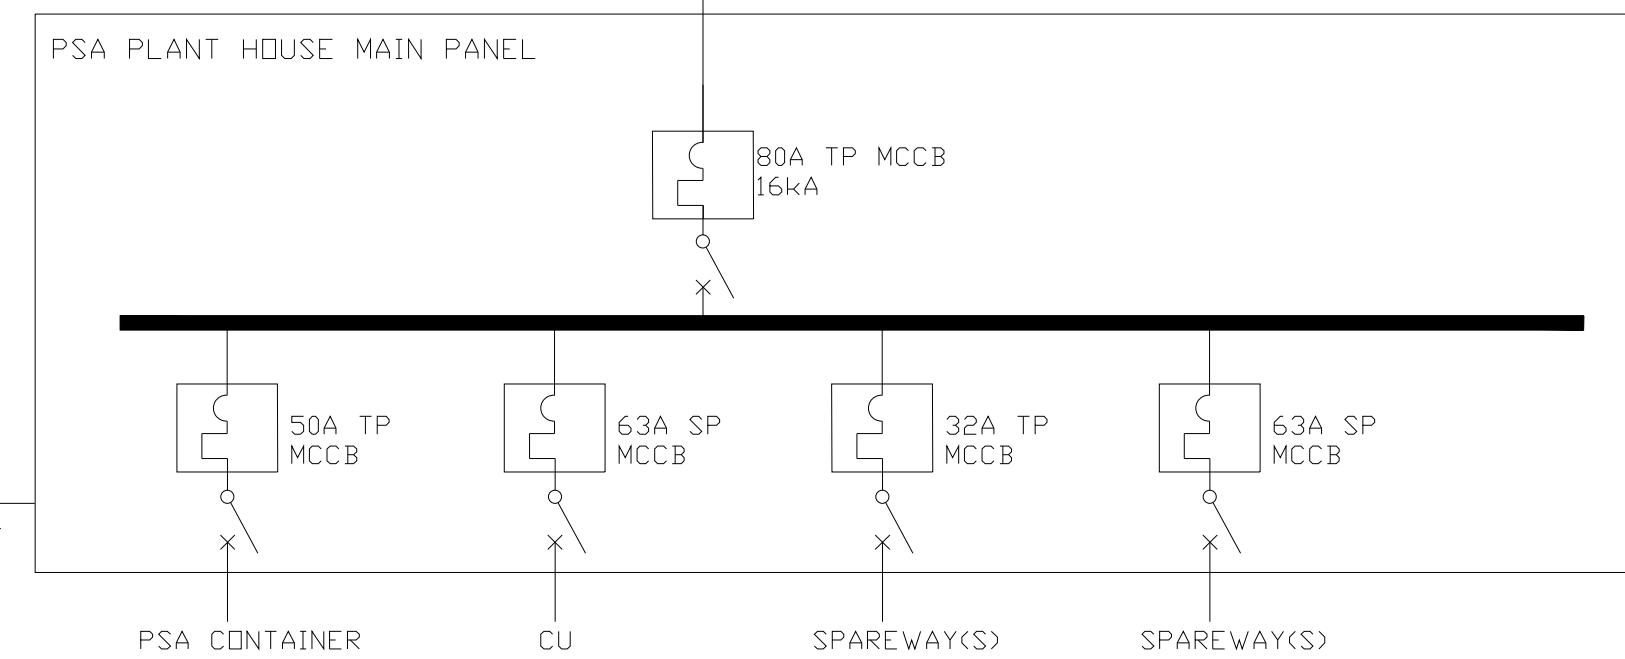 PSA PLANT HOUSE MAIN PANEL
80A TP MCCB
16kA
50A TP
MCCB
63A SP
MCCB
32A TP
MCCB
63A SP
MCCB
PSA CONTAINER
CU
SPAREWAY(S)
SPAREWAY(S)